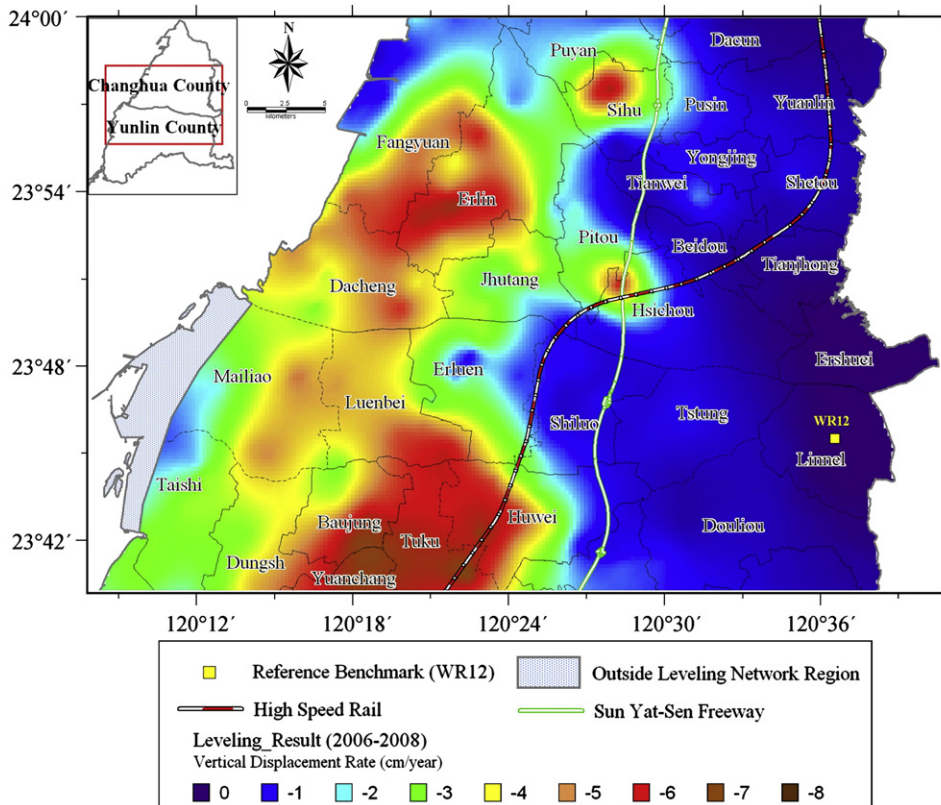 24°00′
23°54′
23°48′
23°42′
Changhua County
Yunlin County
N
0 2.5 5
kilometers
Puyan
Dacun
Sihu
Pusin
Yuanlin
Fangyuan
Yongjing
Tianwei
Shetou
Erlin
Pitou
Beidou
Tianjhong
Dacheng
Jhutang
Hsichou
Mailiao
Erluen
Ershuei
Luenbei
Shiluo
Tstung
WR12
Linnel
Taishi
Baujung
Tuku
Huwei
Douliou
Dungsh
Yuanchang
120°12′ 120°18′ 120°24′ 120°30′ 120°36′
Reference Benchmark (WR12) Outside Leveling Network Region
High Speed Rail Sun Yat-Sen Freeway
Leveling_Result (2006-2008)
Vertical Displacement Rate (cm/year)
0 -1 -2 -3 -4 -5 -6 -7 -8